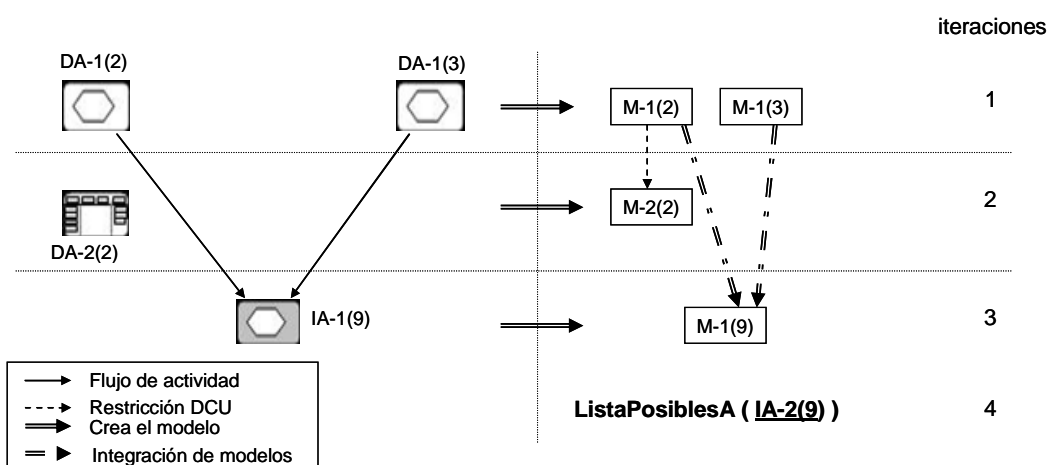 iteraciones
DA-1(2)
DA-1(3)
M-1(2)
M-1(3)
1
DA-2(2)
M-2(2)
2
IA-1(9)
M-1(9)
3
ListaPosiblesA ( IA-2(9) )
4
Flujo de actividad
Restricción DCU
Crea el modelo
Integración de modelos